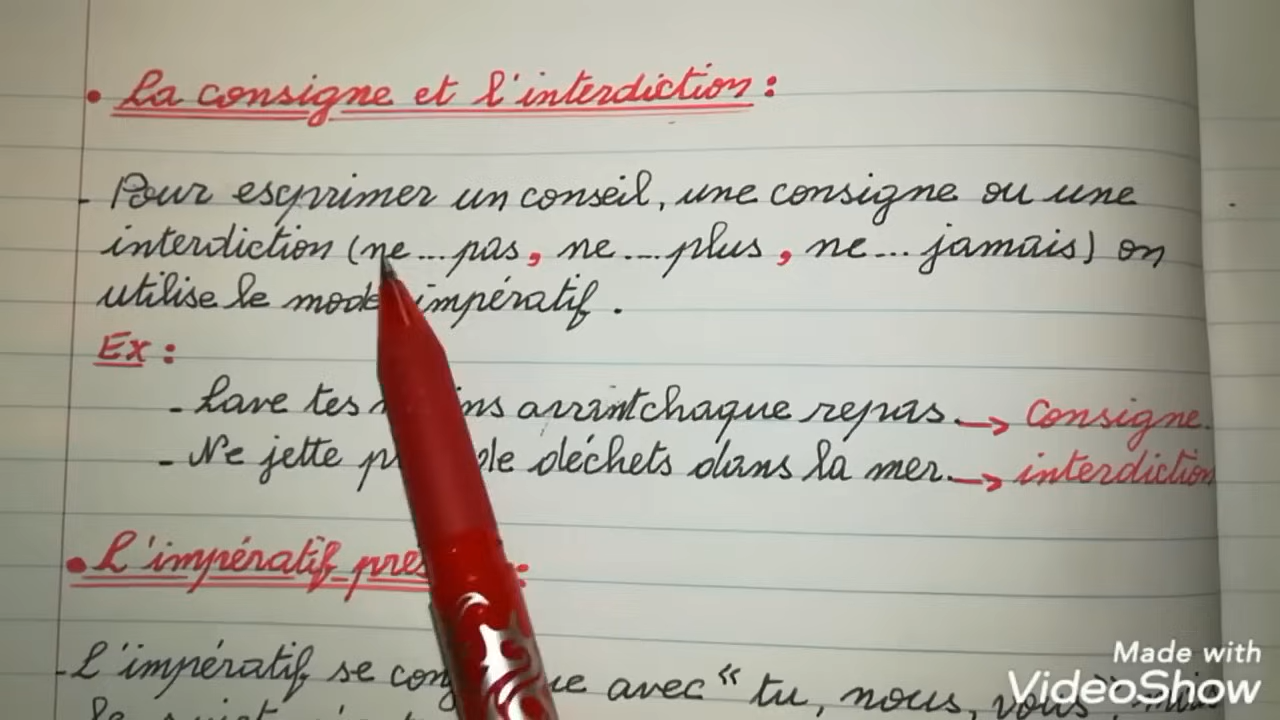 • La consigne et l'interdiction :
- Pour exprimer un conseil, une consigne ou une
interdiction (ne... pas, ne.... plus, ne... jamais) on
utilise le mode impératif.
Ex :
- Lave tes avant chaque repas. → Consigne.
- Ne jette de déchets dans la mer. → interdiction
• L'impératif :
- L'impératif se avec "tu, nous, vous", mais
Made with
VideoShow